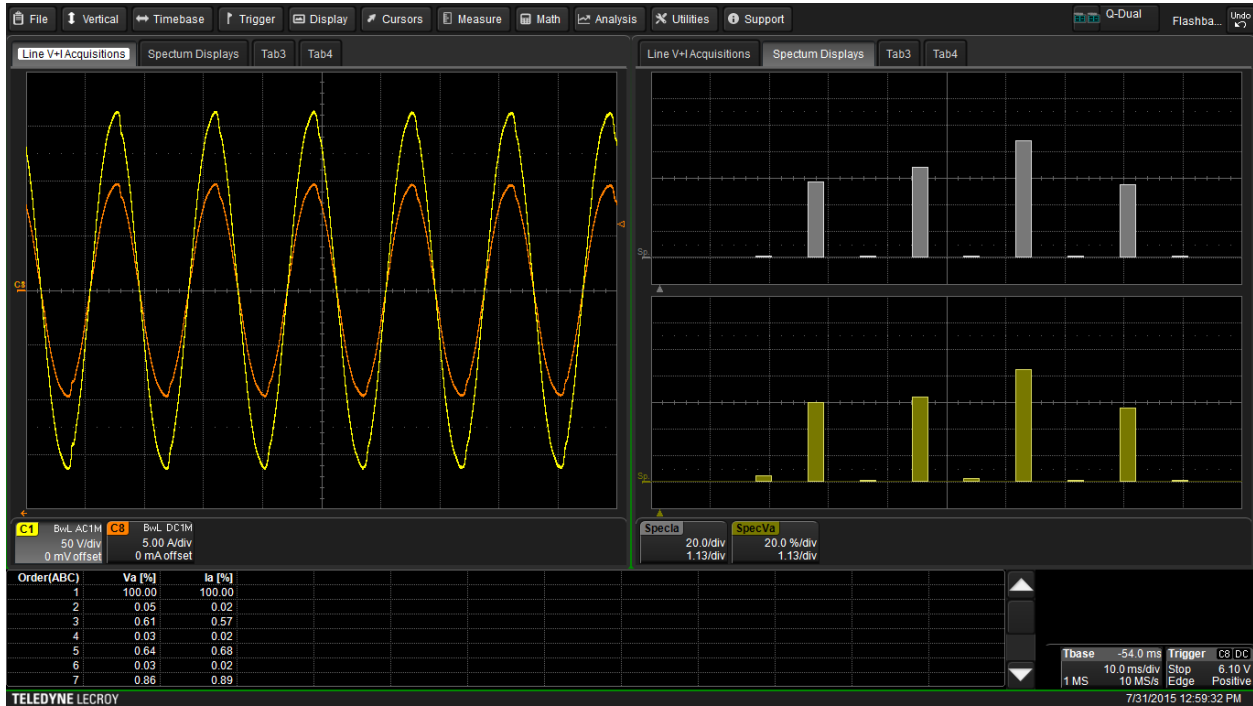 File Vertical Timebase Trigger Display Cursors Measure Math Analysis Utilities Support Q-Dual Flashba... Undo
Line V+I Acquisitions Spectum Displays Tab3 Tab4
Line V+I Acquisitions Spectum Displays Tab3 Tab4
C8
Sp
Sp
C1 BwL AC1M
50 V/div
0 mV offset
C8 BwL DC1M
5.00 A/div
0 mA offset
SpecIa
20.0/div
1.13/div
SpecVa
20.0 %/div
1.13/div
Order(ABC) Va [%] Ia [%]
1 100.00 100.00
2 0.05 0.02
3 0.61 0.57
4 0.03 0.02
5 0.64 0.68
6 0.03 0.02
7 0.86 0.89
Tbase -54.0 ms
10.0 ms/div
1 MS 10 MS/s
Trigger C8 DC
Stop 6.10 V
Edge Positive
TELEDYNE LECROY 7/31/2015 12:59:32 PM